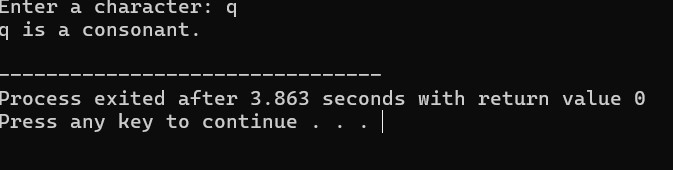 Enter a character: q
q is a consonant.
--------------------------------
Process exited after 3.863 seconds with return value 0
Press any key to continue . . .